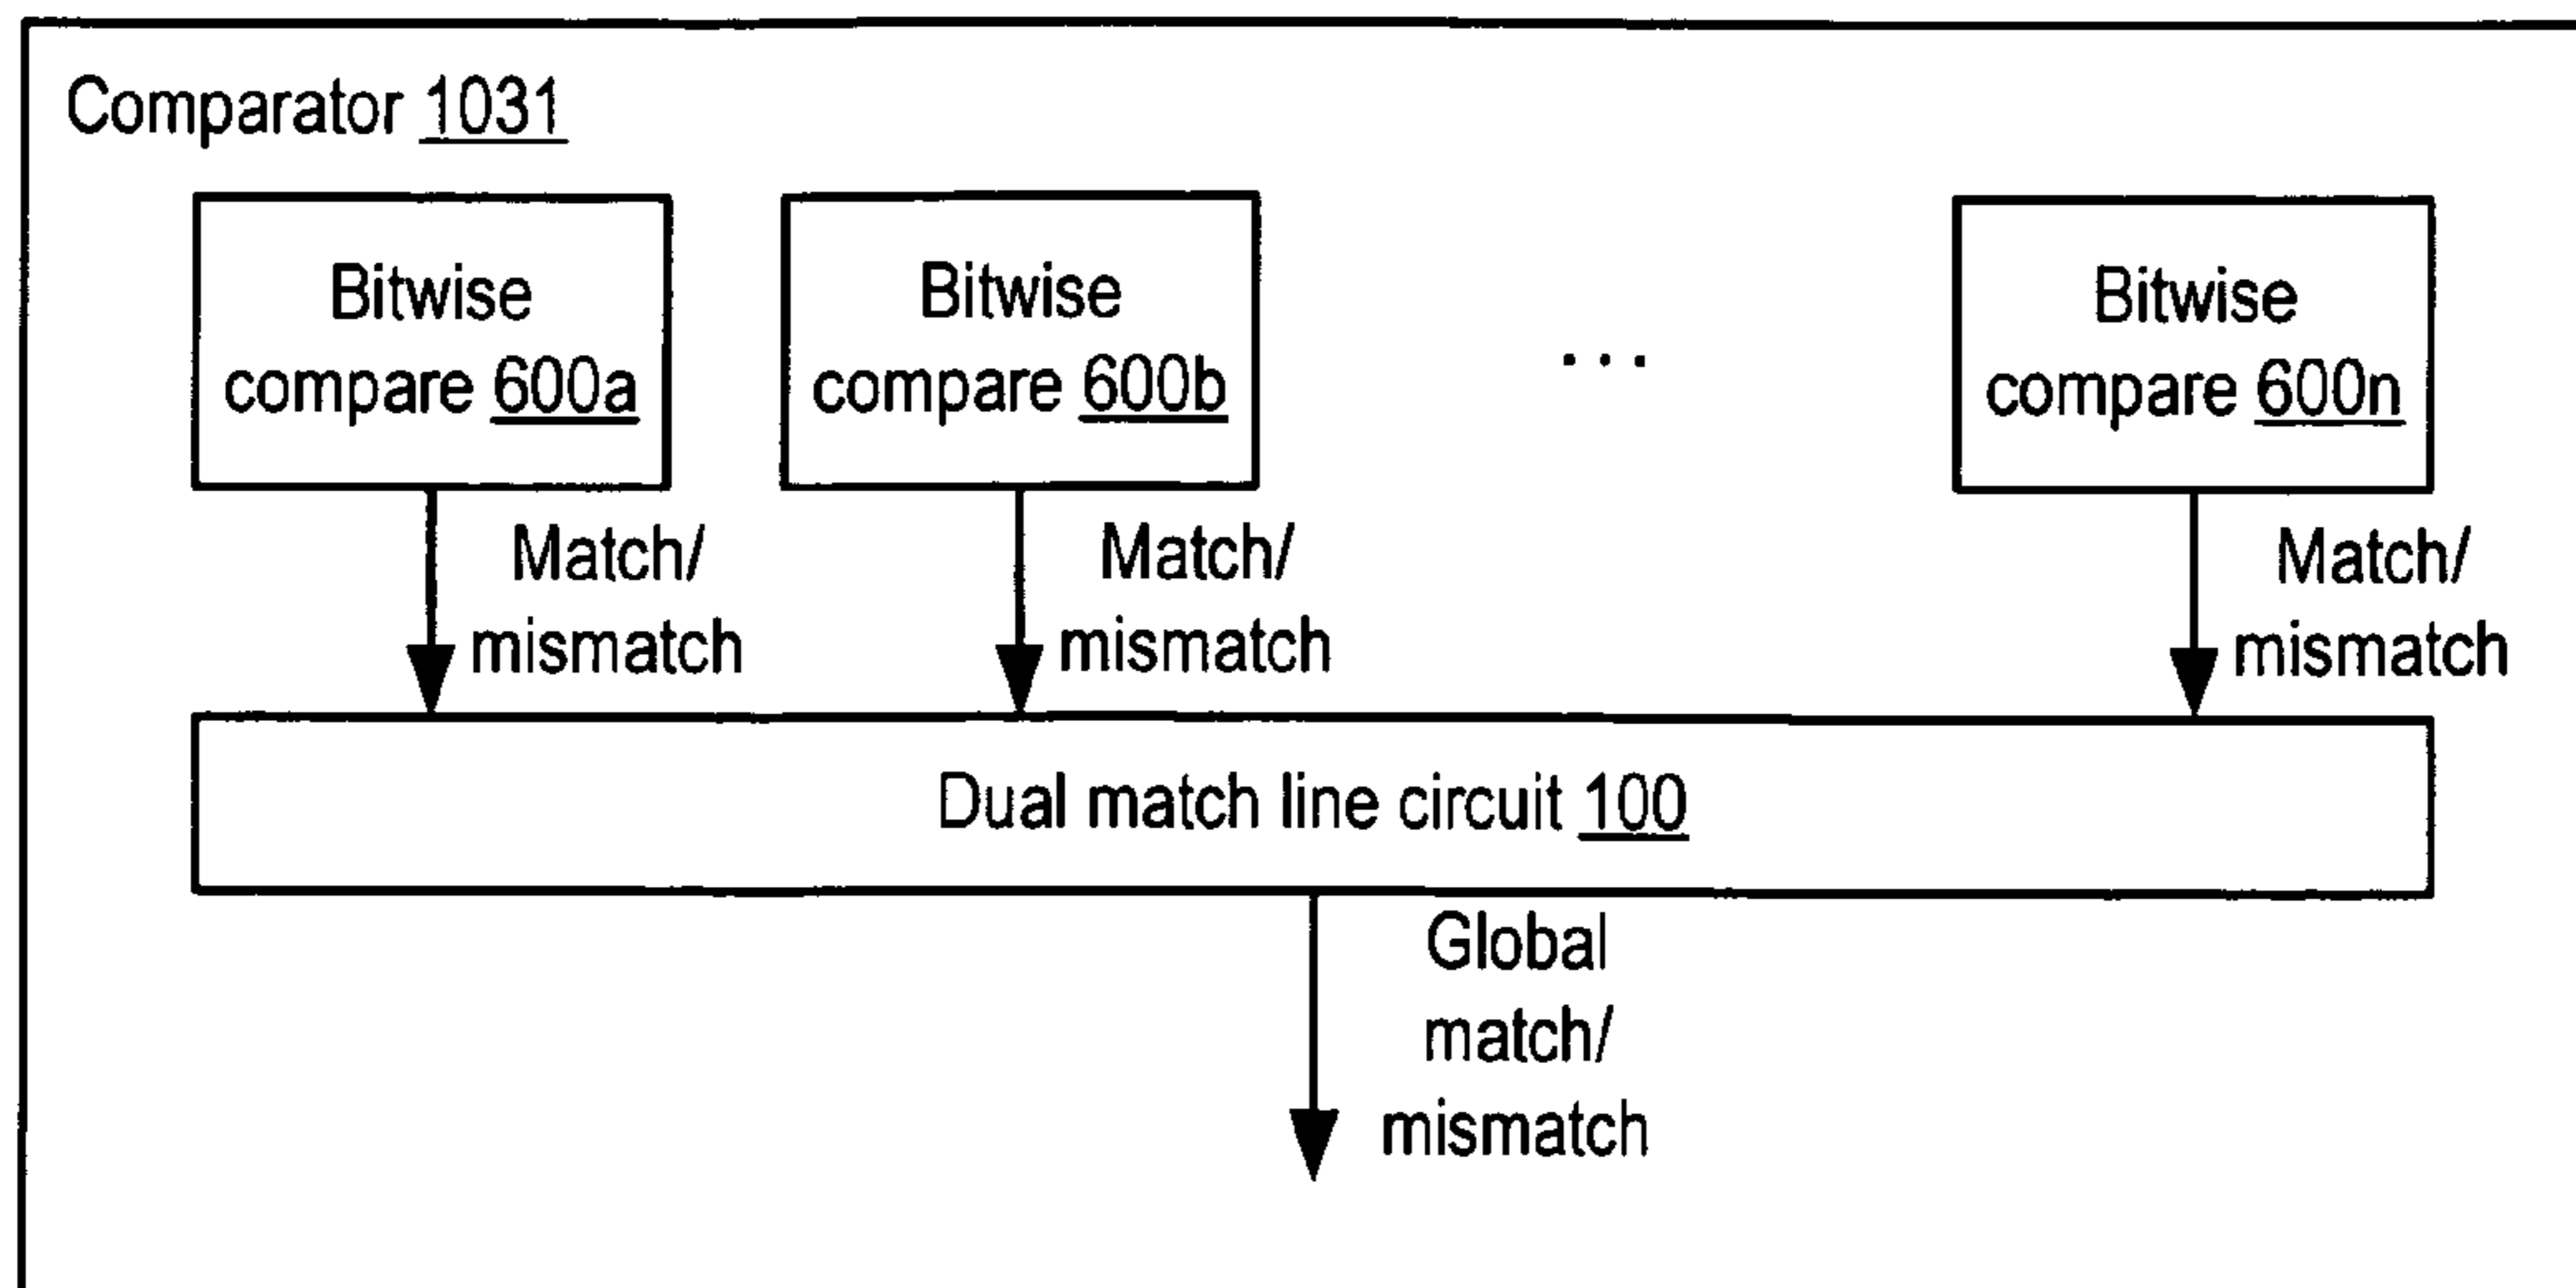 Comparator 1031
Bitwise
compare 600a
Bitwise
compare 600b
...
Bitwise
compare 600n
Match/
mismatch
Match/
mismatch
Match/
mismatch
Dual match line circuit 100
Global
match/
mismatch